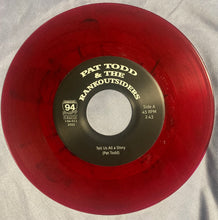 PAT TODD
& THE
RANKOUTSIDERS
94
Side A
45 RPM
2:43
Tell Us All a Story
(Pat Todd)